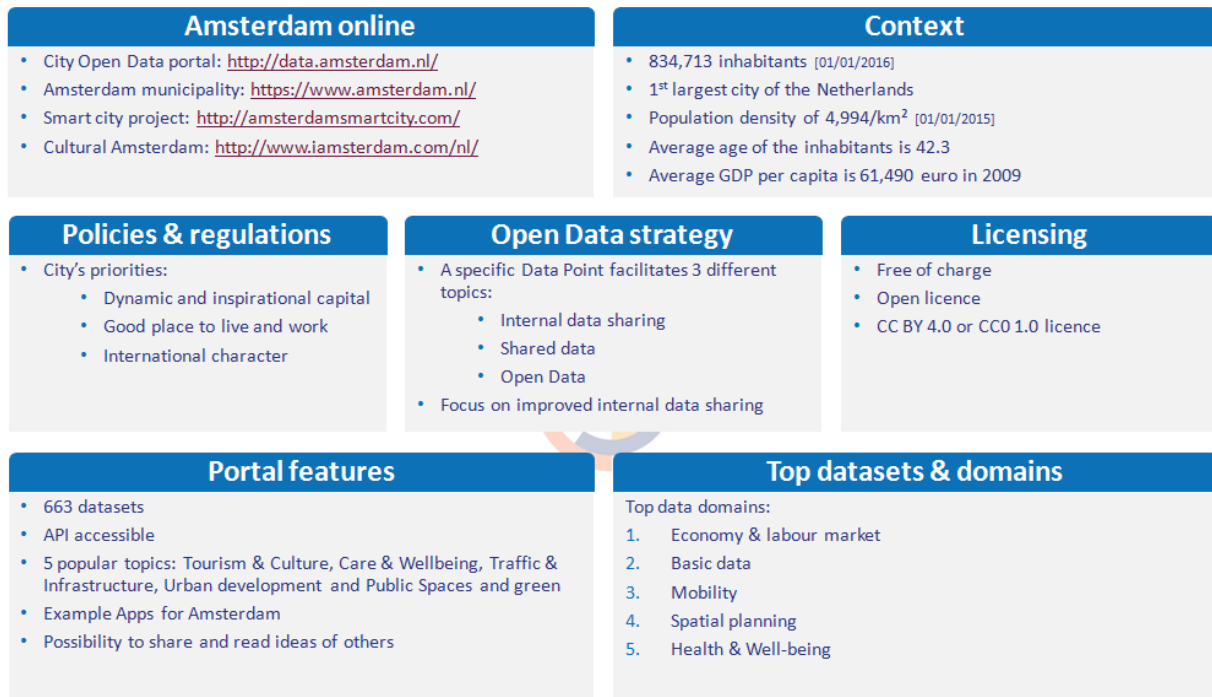 Amsterdam online
• City Open Data portal: http://data.amsterdam.nl/
• Amsterdam municipality: https://www.amsterdam.nl/
• Smart city project: http://amsterdamsmartcity.com/
• Cultural Amsterdam: http://www.iamsterdam.com/nl/
Context
• 834,713 inhabitants [01/01/2016]
• 1st largest city of the Netherlands
• Population density of 4,994/km² [01/01/2015]
• Average age of the inhabitants is 42.3
• Average GDP per capita is 61,490 euro in 2009
Policies & regulations
• City's priorities:
• Dynamic and inspirational capital
• Good place to live and work
• International character
Open Data strategy
• A specific Data Point facilitates 3 different
topics:
• Internal data sharing
• Shared data
• Open Data
• Focus on improved internal data sharing
Licensing
• Free of charge
• Open licence
• CC BY 4.0 or CC0 1.0 licence
Portal features
• 663 datasets
• API accessible
• 5 popular topics: Tourism & Culture, Care & Wellbeing, Traffic &
Infrastructure, Urban development and Public Spaces and green
• Example Apps for Amsterdam
• Possibility to share and read ideas of others
Top datasets & domains
Top data domains:
1. Economy & labour market
2. Basic data
3. Mobility
4. Spatial planning
5. Health & Well-being